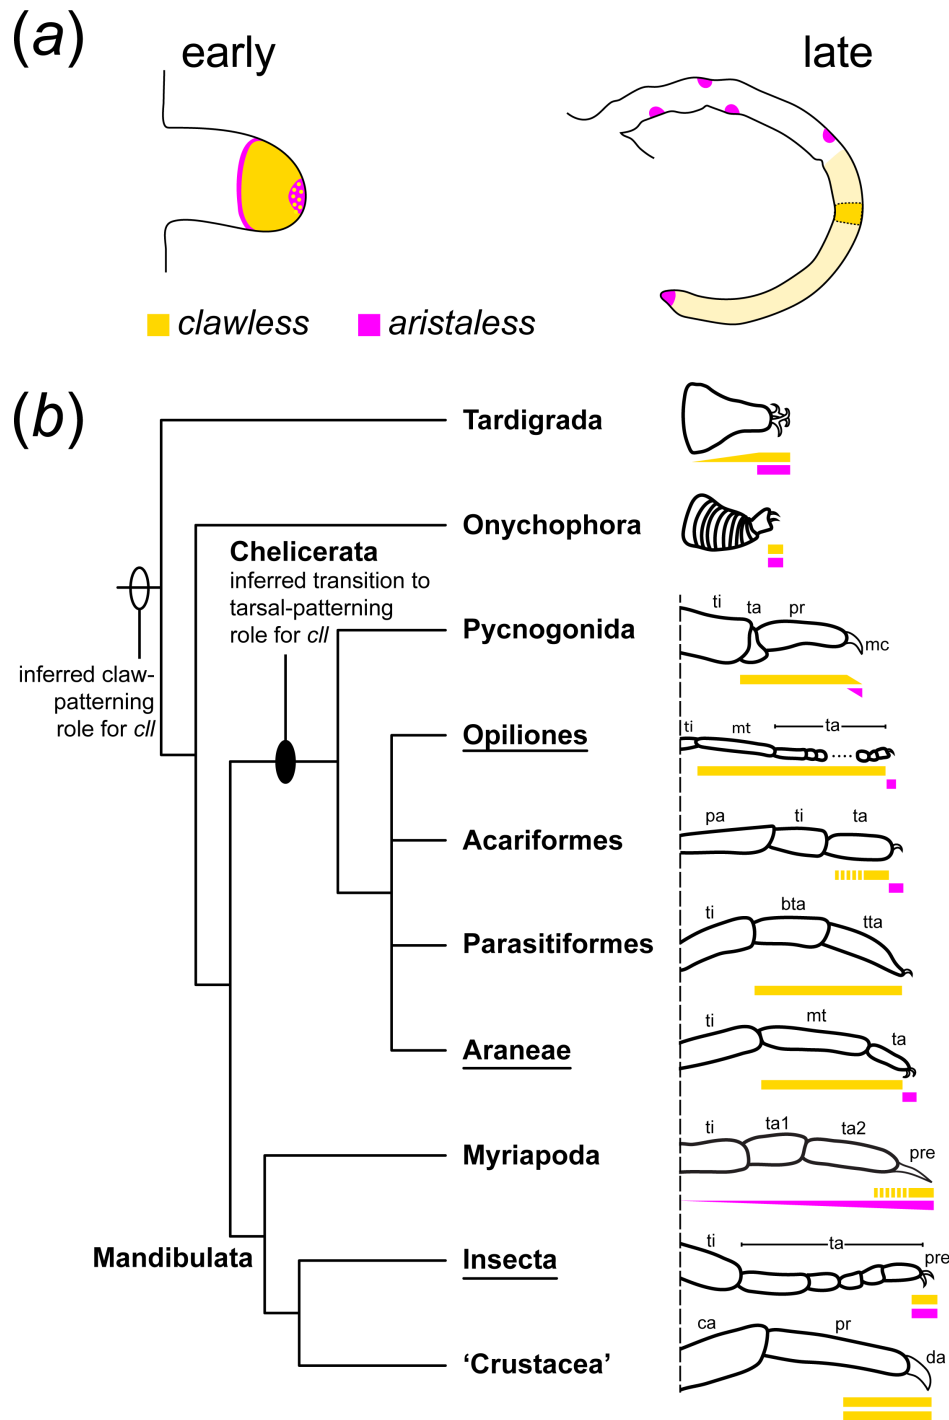 (a)
early
late
clawless
aristaless
(b)
Tardigrada
Onychophora
Chelicerata
inferred transition to
tarsal-patterning
role for cll
inferred claw-
patterning
role for cll
Pycnogonida
ti
ta
pr
mc
Opiliones
ti
mt
ta
Acariformes
pa
ti
ta
Parasitiformes
ti
bta
tta
Araneae
ti
mt
ta
Myriapoda
ti
ta1
ta2
pre
Mandibulata
Insecta
ti
ta
pre
‘Crustacea’
ca
pr
da